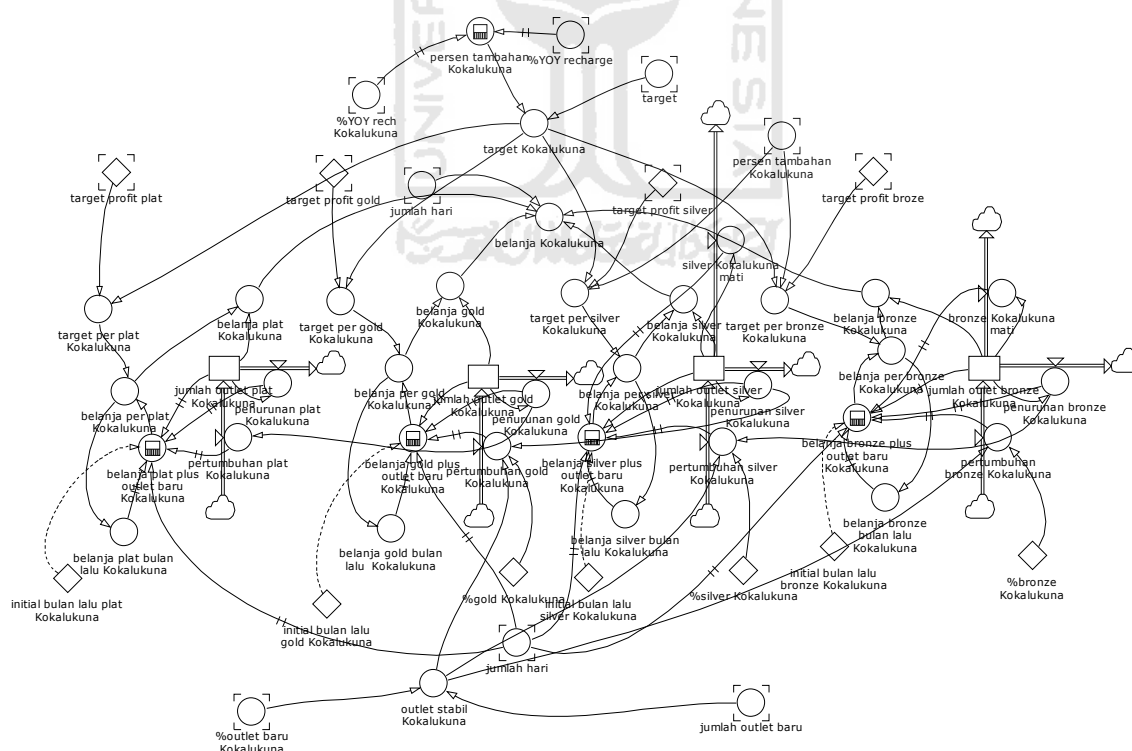 UNIVER
NESIA
persen tambahan
Kokalukuna
%YOY recharge
%YOY rech
Kokalukuna
target
target Kokalukuna
persen tambahan
Kokalukuna
target profit plat
target profit gold
jumlah hari
target profit silver
target profit broze
belanja Kokalukuna
silver Kokalukuna
mati
target per plat
Kokalukuna
belanja plat
Kokalukuna
target per gold
Kokalukuna
belanja gold
Kokalukuna
target per silver
Kokalukuna
belanja silver
Kokalukuna
target per bronze
Kokalukuna
belanja bronze
Kokalukuna
bronze Kokalukuna
mati
belanja per plat
Kokalukuna
jumlah outlet plat
Kokalukuna
penurunan plat
Kokalukuna
belanja per gold
Kokalukuna
jumlah outlet gold
Kokalukuna
penurunan gold
Kokalukuna
belanja per silver
Kokalukuna
jumlah outlet silver
Kokalukuna
penurunan silver
Kokalukuna
belanja per bronze
Kokalukuna
jumlah outlet bronze
Kokalukuna
penurunan bronze
Kokalukuna
belanja plat plus
outlet baru
Kokalukuna
pertumbuhan plat
Kokalukuna
belanja gold plus
outlet baru
Kokalukuna
pertumbuhan gold
Kokalukuna
belanja silver plus
outlet baru
Kokalukuna
pertumbuhan silver
Kokalukuna
belanja bronze plus
outlet baru
Kokalukuna
pertumbuhan
bronze Kokalukuna
belanja plat bulan
lalu Kokalukuna
belanja gold bulan
lalu Kokalukuna
belanja silver bulan
lalu Kokalukuna
belanja bronze
bulan lalu
Kokalukuna
initial bulan lalu plat
Kokalukuna
initial bulan lalu
gold Kokalukuna
%gold Kokalukuna
initial bulan lalu
silver Kokalukuna
%silver Kokalukuna
initial bulan lalu
bronze Kokalukuna
%bronze
Kokalukuna
jumlah hari
outlet stabil
Kokalukuna
%outlet baru
Kokalukuna
jumlah outlet baru